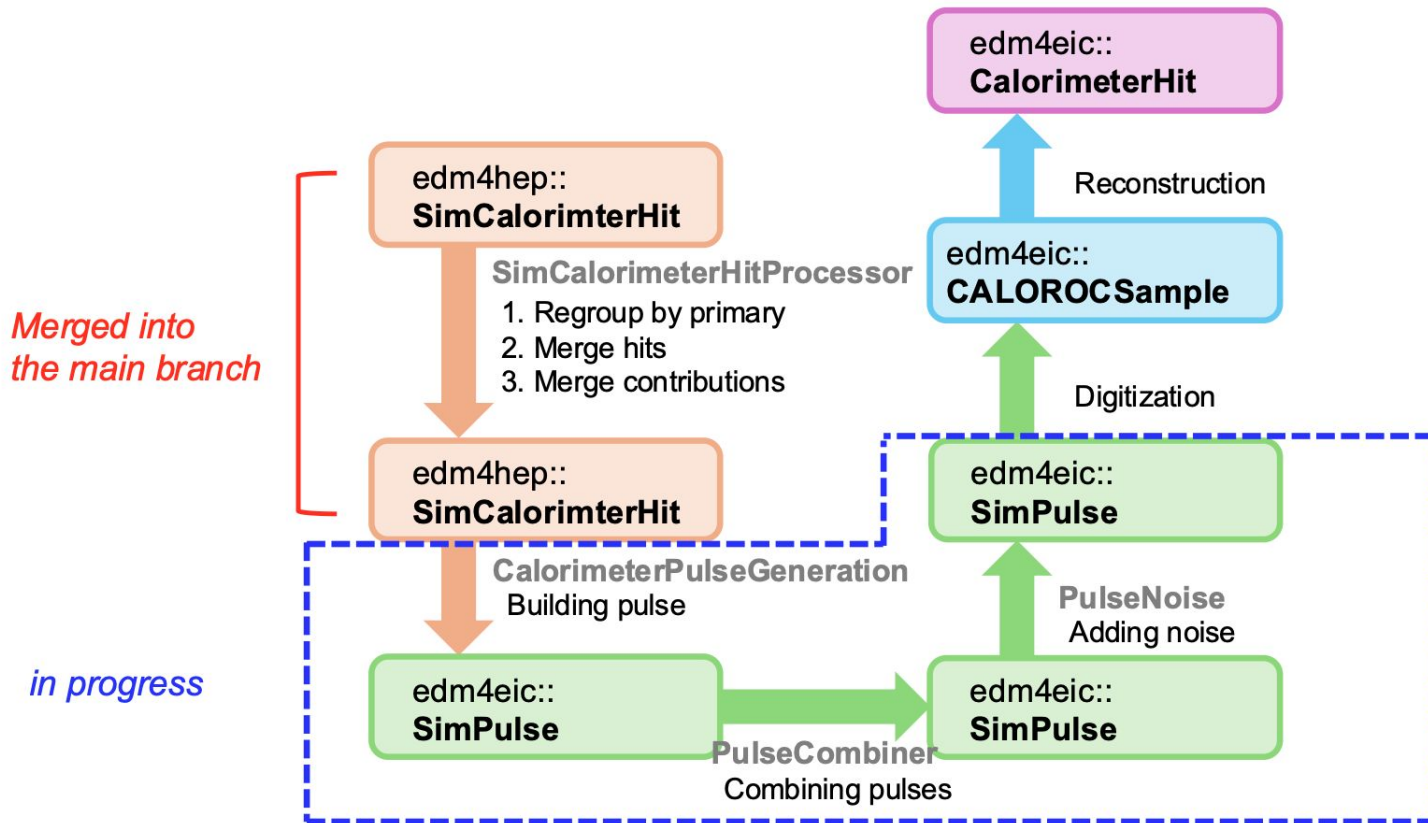 edm4eic::
CalorimeterHit
edm4hep::
SimCalorimterHit
Reconstruction
SimCalorimeterHitProcessor
edm4eic::
CALOROCSample
1. Regroup by primary
2. Merge hits
3. Merge contributions
Merged into
the main branch
Digitization
edm4hep::
SimCalorimterHit
edm4eic::
SimPulse
CalorimeterPulseGeneration
Building pulse
PulseNoise
Adding noise
in progress
edm4eic::
SimPulse
edm4eic::
SimPulse
PulseCombiner
Combining pulses